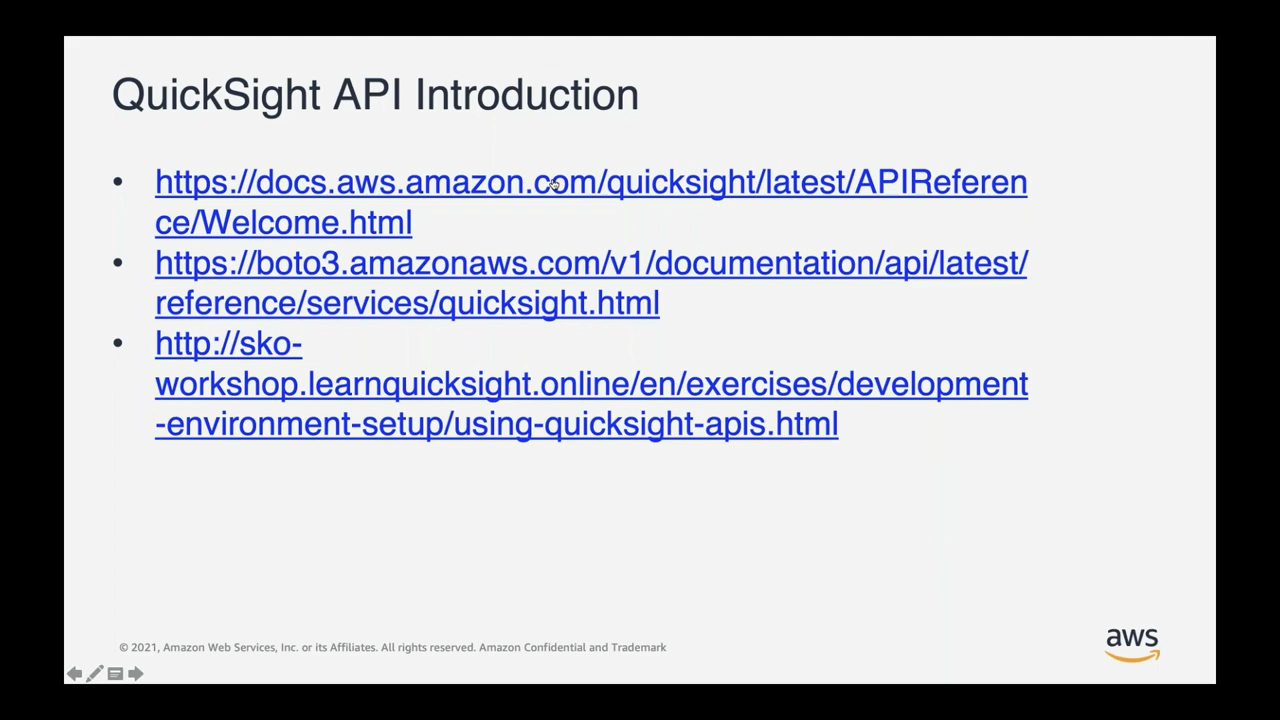 QuickSight API Introduction
• https://docs.aws.amazon.com/quicksight/latest/APIReferen
ce/Welcome.html
• https://boto3.amazonaws.com/v1/documentation/api/latest/
reference/services/quicksight.html
• http://sko-
workshop.learnquicksight.online/en/exercises/development
-environment-setup/using-quicksight-apis.html
© 2021, Amazon Web Services, Inc. or its Affiliates. All rights reserved. Amazon Confidential and Trademark
aws